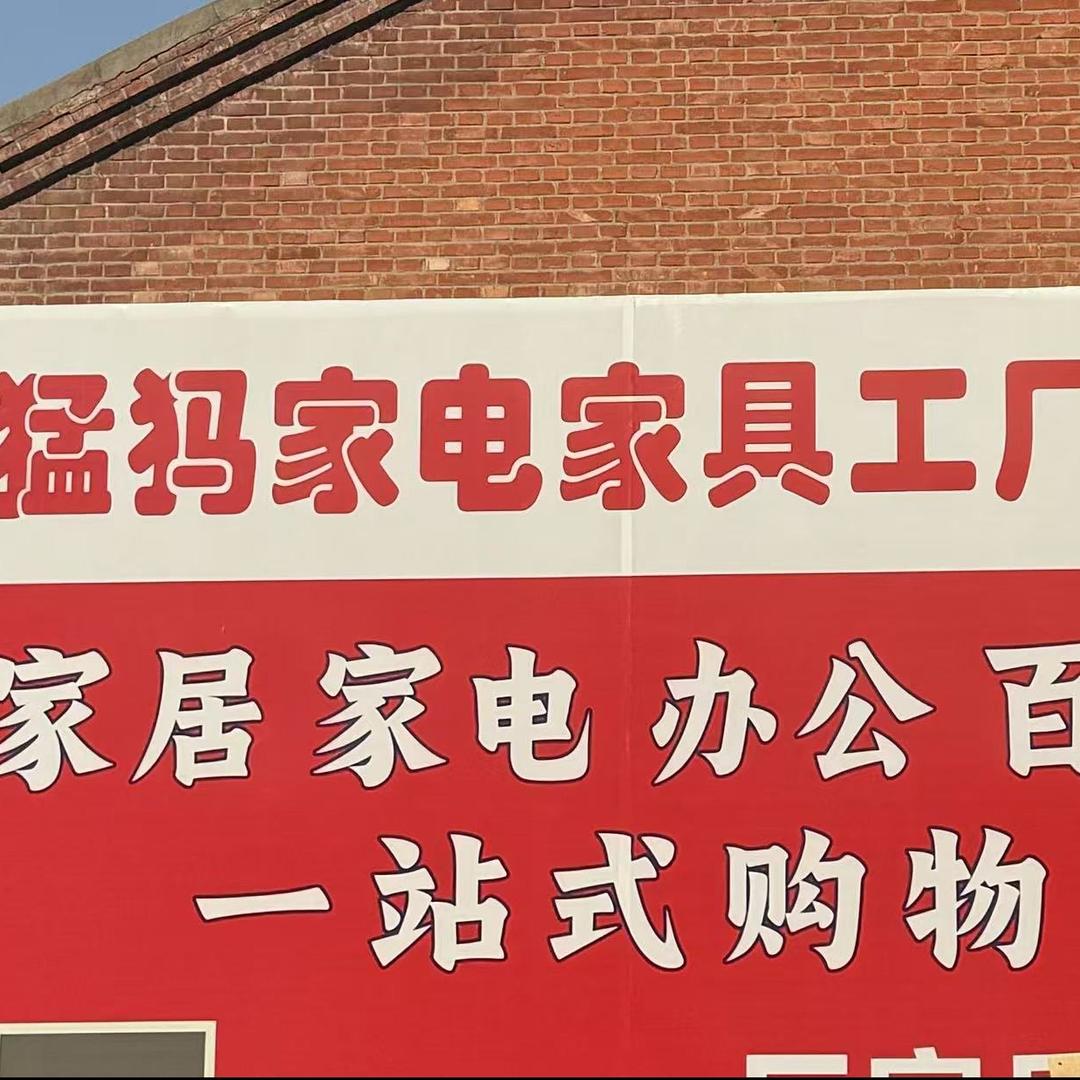 猛犸家电家具工厂
家居 家电 办公 百
一站式购物